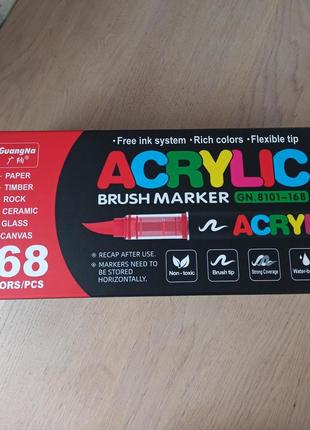 GuangNa
广纳®
PAPER
TIMBER
ROCK
CERAMIC
GLASS
CANVAS
68
ORS/PCS
•Free ink system •Rich colors •Flexible tip
ACRYLIC
BRUSH MARKER GN.8101-168
ACRYL
• RECAP AFTER USE.
• MARKERS NEED TO
BE STORED
HORIZONTALLY.
Non-toxic
Brush tip
Strong Coverage
Water-b